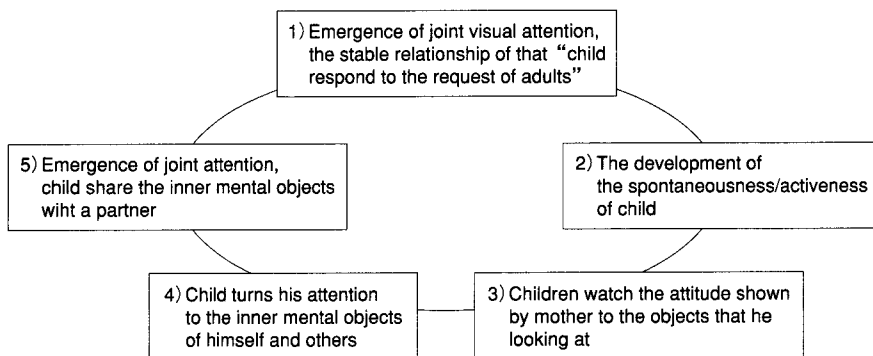 1) Emergence of joint visual attention,
the stable relationship of that “child
respond to the request of adults”
2) The development of
the spontaneousness/activeness
of child
3) Children watch the attitude shown
by mother to the objects that he
looking at
4) Child turns his attention
to the inner mental objects
of himself and others
5) Emergence of joint attention,
child share the inner mental objects
wiht a partner